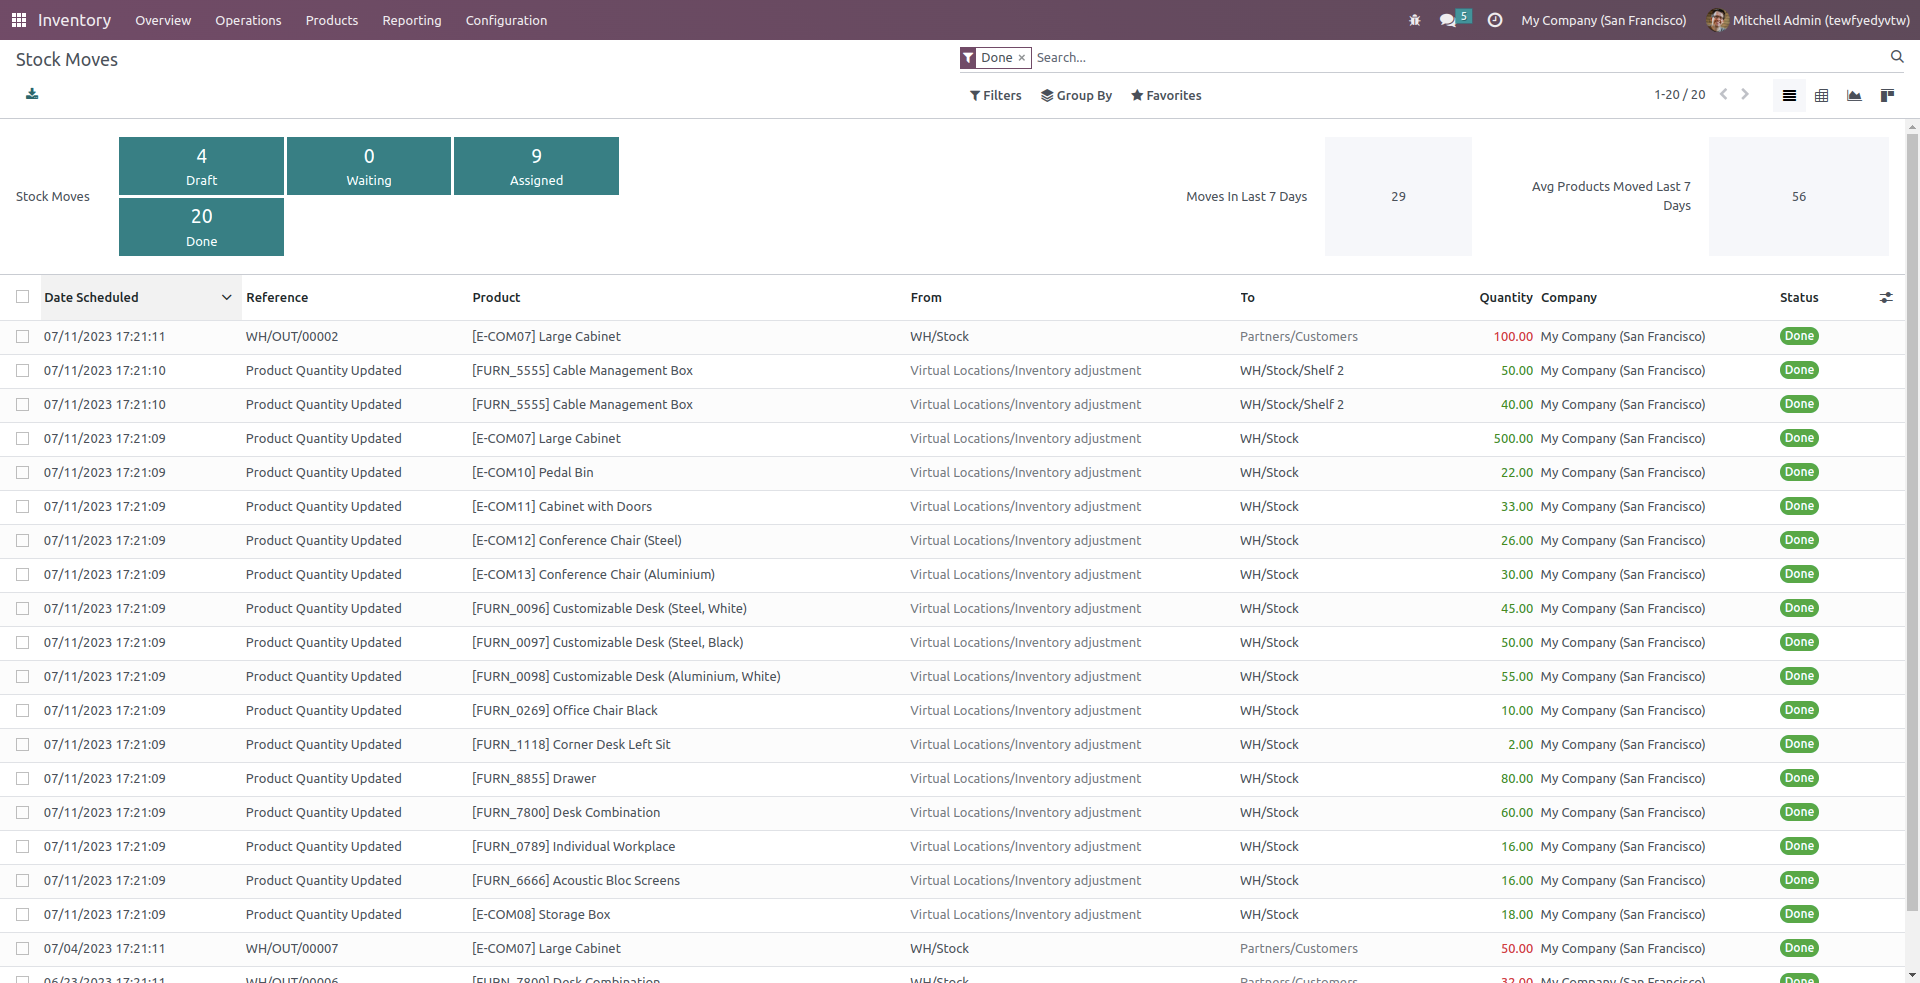 Inventory Overview Operations Products Reporting Configuration 5 My Company (San Francisco) Mitchell Admin (tewfyedyvtw)
Stock Moves Done × Search...
Filters Group By Favorites 1-20 / 20
Stock Moves
4
Draft
0
Waiting
9
Assigned
20
Done
Moves In Last 7 Days 29
Avg Products Moved Last 7
Days
56
Date Scheduled Reference Product From To Quantity Company Status
07/11/2023 17:21:11 WH/OUT/00002 [E-COM07] Large Cabinet WH/Stock Partners/Customers 100.00 My Company (San Francisco) Done
07/11/2023 17:21:10 Product Quantity Updated [FURN_5555] Cable Management Box Virtual Locations/Inventory adjustment WH/Stock/Shelf 2 50.00 My Company (San Francisco) Done
07/11/2023 17:21:10 Product Quantity Updated [FURN_5555] Cable Management Box Virtual Locations/Inventory adjustment WH/Stock/Shelf 2 40.00 My Company (San Francisco) Done
07/11/2023 17:21:09 Product Quantity Updated [E-COM07] Large Cabinet Virtual Locations/Inventory adjustment WH/Stock 500.00 My Company (San Francisco) Done
07/11/2023 17:21:09 Product Quantity Updated [E-COM10] Pedal Bin Virtual Locations/Inventory adjustment WH/Stock 22.00 My Company (San Francisco) Done
07/11/2023 17:21:09 Product Quantity Updated [E-COM11] Cabinet with Doors Virtual Locations/Inventory adjustment WH/Stock 33.00 My Company (San Francisco) Done
07/11/2023 17:21:09 Product Quantity Updated [E-COM12] Conference Chair (Steel) Virtual Locations/Inventory adjustment WH/Stock 26.00 My Company (San Francisco) Done
07/11/2023 17:21:09 Product Quantity Updated [E-COM13] Conference Chair (Aluminium) Virtual Locations/Inventory adjustment WH/Stock 30.00 My Company (San Francisco) Done
07/11/2023 17:21:09 Product Quantity Updated [FURN_0096] Customizable Desk (Steel, White) Virtual Locations/Inventory adjustment WH/Stock 45.00 My Company (San Francisco) Done
07/11/2023 17:21:09 Product Quantity Updated [FURN_0097] Customizable Desk (Steel, Black) Virtual Locations/Inventory adjustment WH/Stock 50.00 My Company (San Francisco) Done
07/11/2023 17:21:09 Product Quantity Updated [FURN_0098] Customizable Desk (Aluminium, White) Virtual Locations/Inventory adjustment WH/Stock 55.00 My Company (San Francisco) Done
07/11/2023 17:21:09 Product Quantity Updated [FURN_0269] Office Chair Black Virtual Locations/Inventory adjustment WH/Stock 10.00 My Company (San Francisco) Done
07/11/2023 17:21:09 Product Quantity Updated [FURN_1118] Corner Desk Left Sit Virtual Locations/Inventory adjustment WH/Stock 2.00 My Company (San Francisco) Done
07/11/2023 17:21:09 Product Quantity Updated [FURN_8855] Drawer Virtual Locations/Inventory adjustment WH/Stock 80.00 My Company (San Francisco) Done
07/11/2023 17:21:09 Product Quantity Updated [FURN_7800] Desk Combination Virtual Locations/Inventory adjustment WH/Stock 60.00 My Company (San Francisco) Done
07/11/2023 17:21:09 Product Quantity Updated [FURN_0789] Individual Workplace Virtual Locations/Inventory adjustment WH/Stock 16.00 My Company (San Francisco) Done
07/11/2023 17:21:09 Product Quantity Updated [FURN_6666] Acoustic Bloc Screens Virtual Locations/Inventory adjustment WH/Stock 16.00 My Company (San Francisco) Done
07/11/2023 17:21:09 Product Quantity Updated [E-COM08] Storage Box Virtual Locations/Inventory adjustment WH/Stock 18.00 My Company (San Francisco) Done
07/04/2023 17:21:11 WH/OUT/00007 [E-COM07] Large Cabinet WH/Stock Partners/Customers 50.00 My Company (San Francisco) Done
06/23/2023 17:21:11 WH/OUT/00006 [FURN_7800] Desk Combination WH/Stock Partners/Customers 32.00 My Company (San Francisco) Done